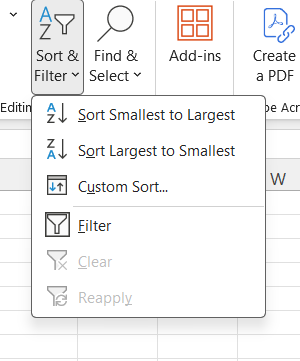 Sort & Find & Add-ins Create
Filter Select a PDF
Editin
be Acr
Sort Smallest to Largest
Sort Largest to Smallest
Custom Sort...
W
Filter
Clear
Reapply